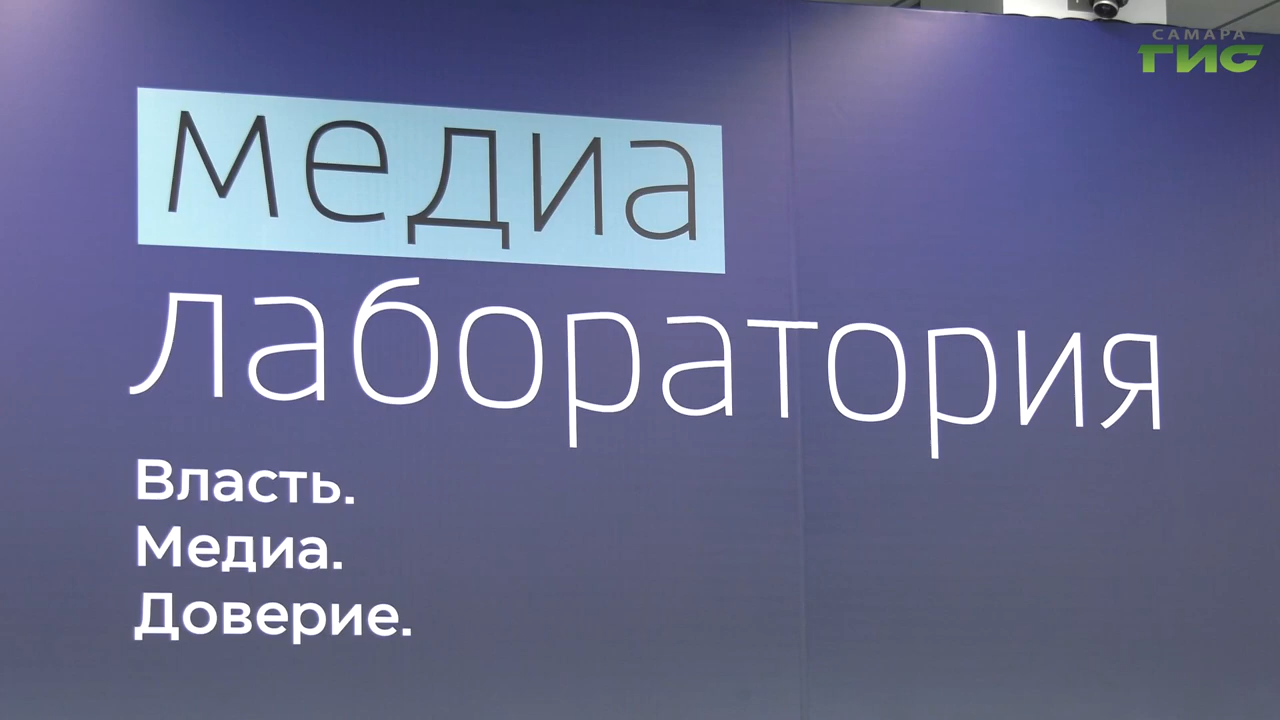 САМАРА
ГИС
медиа
лаборатория
Власть.
Медиа.
Доверие.